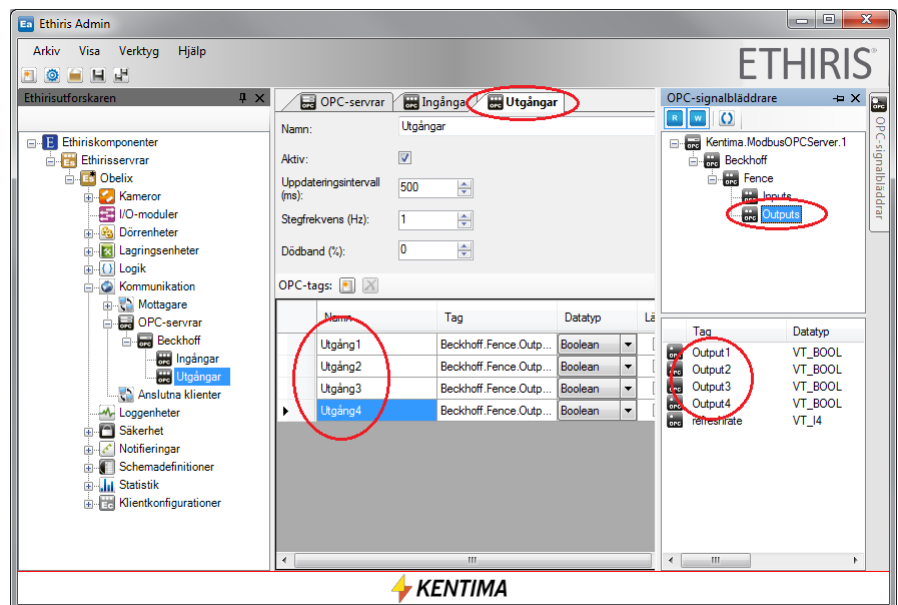 Ethiris Admin
Arkiv Visa Verktyg Hjälp
ETHIRIS
Ethirisutforskaren
Ethiriskomponenter
Ethirisservrar
Obelix
Kameror
I/O-moduler
Dörrenheter
Lagringsenheter
Logik
Kommunikation
Mottagare
OPC-servrar
Beckhoff
Ingångar
Utgångar
Anslutna klienter
Loggenheter
Säkerhet
Notifieringar
Schemadefinitioner
Statistik
Klientkonfigurationer
OPC-servrar Ingångar Utgångar
Namn: Utgångar
Aktiv:
Uppdateringsintervall (ms): 500
Stegfrekvens (Hz): 1
Dödband (%): 0
OPC-tags:
Namn Tag Datatyp Lä
Utgång1 Beckhoff.Fence.Outp... Boolean
Utgång2 Beckhoff.Fence.Outp... Boolean
Utgång3 Beckhoff.Fence.Outp... Boolean
Utgång4 Beckhoff.Fence.Outp... Boolean
OPC-signalbläddrare
R W
Kentima.ModbusOPCServer.1
Beckhoff
Fence
Inputs
Outputs
Tag Datatyp
Output1 VT_BOOL
Output2 VT_BOOL
Output3 VT_BOOL
Output4 VT_BOOL
refreshrate VT_I4
OPC-signalbläddrar
KENTIMA